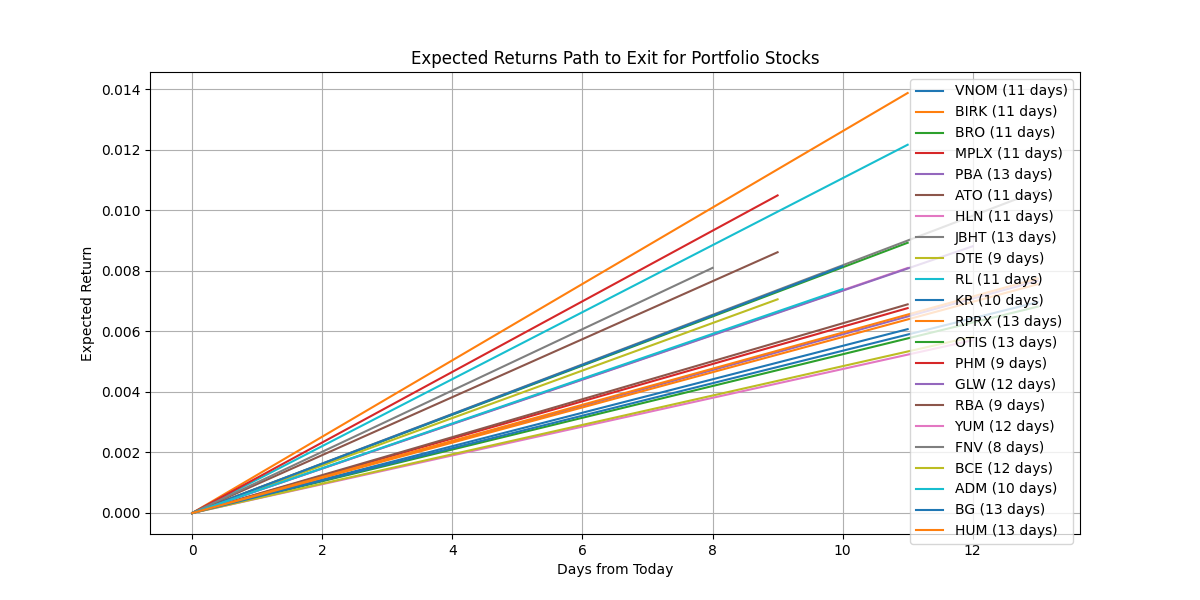 Expected Returns Path to Exit for Portfolio Stocks
Expected Return
0.014
0.012
0.010
0.008
0.006
0.004
0.002
0.000
VNOM (11 days)
BIRK (11 days)
BRO (11 days)
MPLX (11 days)
PBA (13 days)
ATO (11 days)
HLN (11 days)
JBHT (13 days)
DTE (9 days)
RL (11 days)
KR (10 days)
RPRX (13 days)
OTIS (13 days)
PHM (9 days)
GLW (12 days)
RBA (9 days)
YUM (12 days)
FNV (8 days)
BCE (12 days)
ADM (10 days)
BG (13 days)
HUM (13 days)
0 2 4 6 8 10 12
Days from Today